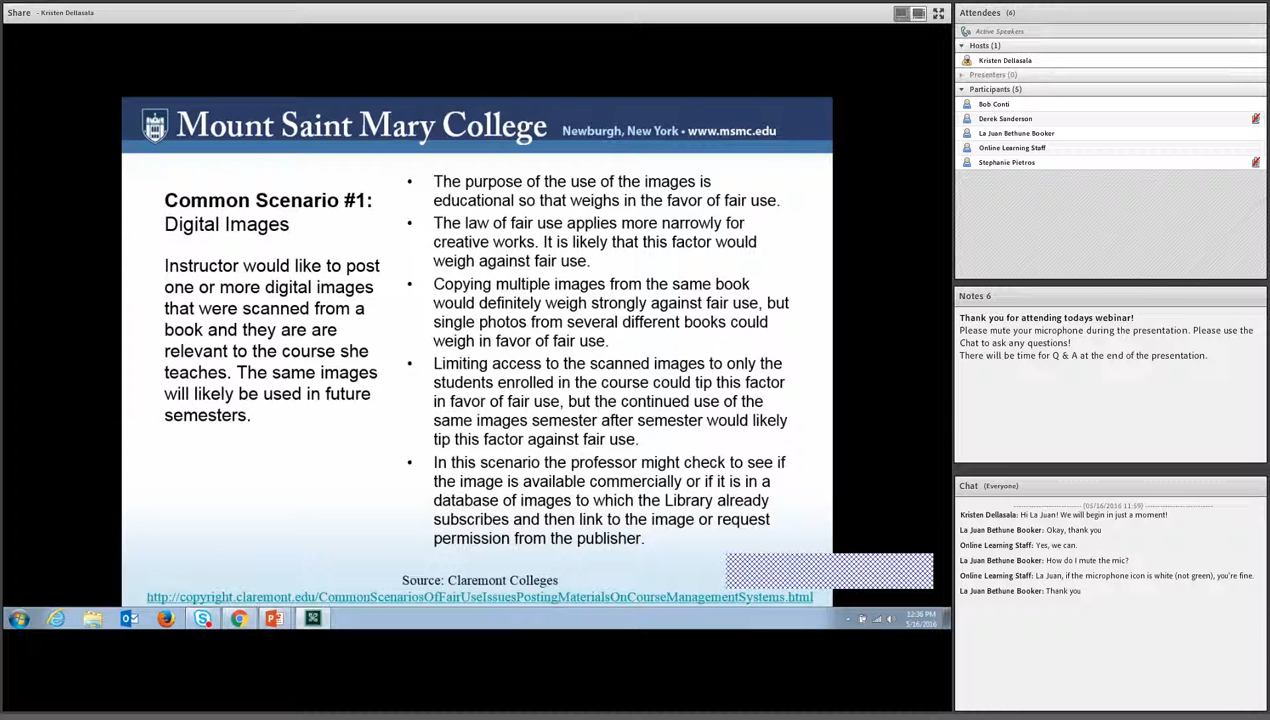 Share - Kristen Dellasala
Mount Saint Mary College Newburgh, New York • www.msmc.edu
Common Scenario #1:
Digital Images
Instructor would like to post
one or more digital images
that were scanned from a
book and they are are
relevant to the course she
teaches. The same images
will likely be used in future
semesters.
• The purpose of the use of the images is
educational so that weighs in the favor of fair use.
• The law of fair use applies more narrowly for
creative works. It is likely that this factor would
weigh against fair use.
• Copying multiple images from the same book
would definitely weigh strongly against fair use, but
single photos from several different books could
weigh in favor of fair use.
• Limiting access to the scanned images to only the
students enrolled in the course could tip this factor
in favor of fair use, but the continued use of the
same images semester after semester would likely
tip this factor against fair use.
• In this scenario the professor might check to see if
the image is available commercially or if it is in a
database of images to which the Library already
subscribes and then link to the image or request
permission from the publisher.
Source: Claremont Colleges
http://copyright.claremont.edu/CommonScenariosOfFairUseIssuesPostingMaterialsOnCourseManagementSystems.html
12:36 PM
5/16/2016
Attendees (6)
Active Speakers
Hosts (1)
Kristen Dellasala
Presenters (0)
Participants (5)
Bob Conti
Derek Sanderson
La Juan Bethune Booker
Online Learning Staff
Stephanie Pietros
Notes 6
Thank you for attending todays webinar!
Please mute your microphone during the presentation. Please use the
Chat to ask any questions!
There will be time for Q & A at the end of the presentation.
Chat (Everyone)
(05/16/2016 11:59)
Kristen Dellasala: Hi La Juan! We will begin in just a moment!
La Juan Bethune Booker: Okay, thank you
Online Learning Staff: Yes, we can.
La Juan Bethune Booker: How do I mute the mic?
Online Learning Staff: La Juan, if the microphone icon is white (not green), you're fine.
La Juan Bethune Booker: Thank you